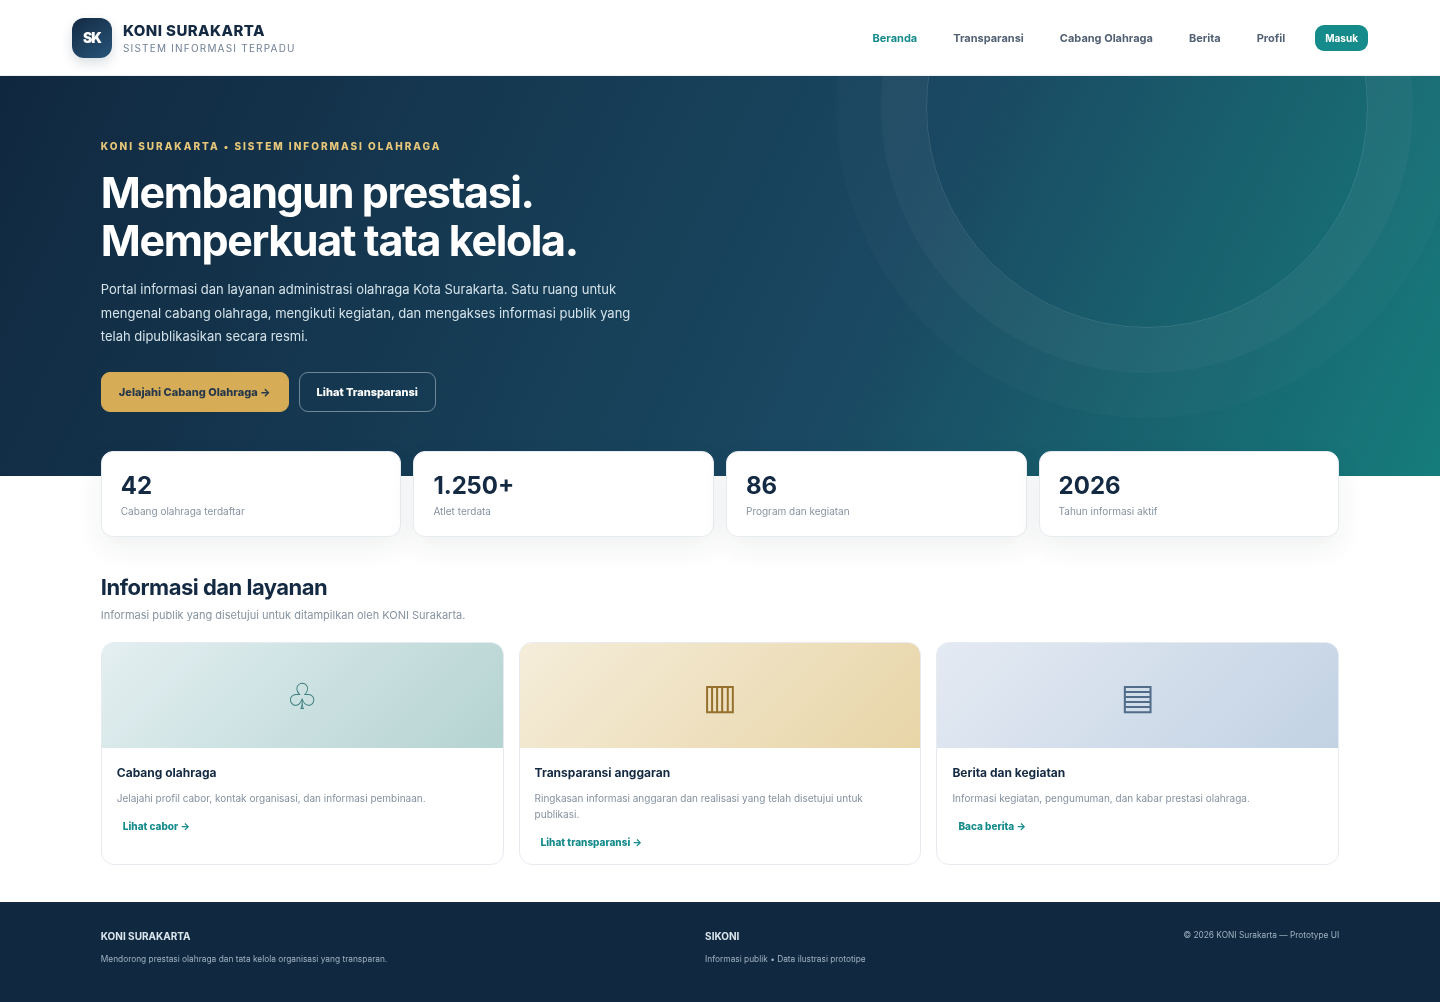 SK
KONI SURAKARTA
SISTEM INFORMASI TERPADU
Beranda
Transparansi
Cabang Olahraga
Berita
Profil
Masuk
KONI SURAKARTA • SISTEM INFORMASI OLAHRAGA
Membangun prestasi.
Memperkuat tata kelola.
Portal informasi dan layanan administrasi olahraga Kota Surakarta. Satu ruang untuk
mengenal cabang olahraga, mengikuti kegiatan, dan mengakses informasi publik yang
telah dipublikasikan secara resmi.
Jelajahi Cabang Olahraga →
Lihat Transparansi
42
Cabang olahraga terdaftar
1.250+
Atlet terdata
86
Program dan kegiatan
2026
Tahun informasi aktif
Informasi dan layanan
Informasi publik yang disetujui untuk ditampilkan oleh KONI Surakarta.
Cabang olahraga
Jelajahi profil cabor, kontak organisasi, dan informasi pembinaan.
Lihat cabor →
Transparansi anggaran
Ringkasan informasi anggaran dan realisasi yang telah disetujui untuk
publikasi.
Lihat transparansi →
Berita dan kegiatan
Informasi kegiatan, pengumuman, dan kabar prestasi olahraga.
Baca berita →
KONI SURAKARTA
Mendorong prestasi olahraga dan tata kelola organisasi yang transparan.
SIKONI
Informasi publik • Data ilustrasi prototipe
© 2026 KONI Surakarta — Prototype UI